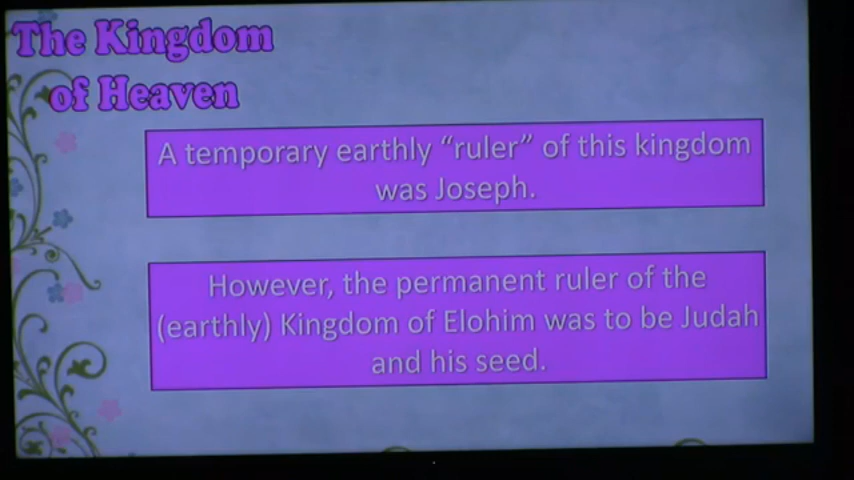 The Kingdom
of Heaven
A temporary earthly “ruler” of this kingdom
was Joseph.
However, the permanent ruler of the
(earthly) Kingdom of Elohim was to be Judah
and his seed.